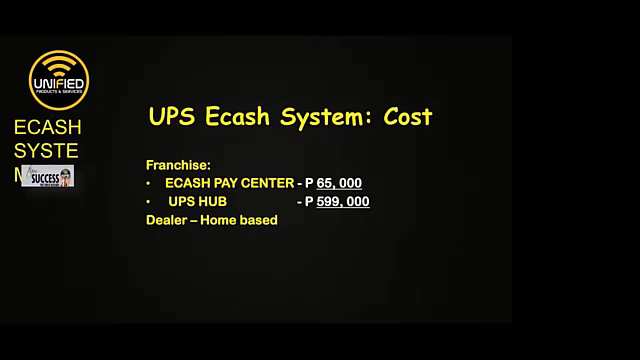 UNIFIED
PRODUCTS & SERVICES
ECASH
SYSTE
M
SUCCESS
UPS Ecash System: Cost
Franchise:
• ECASH PAY CENTER - P 65, 000
• UPS HUB - P 599, 000
Dealer – Home based